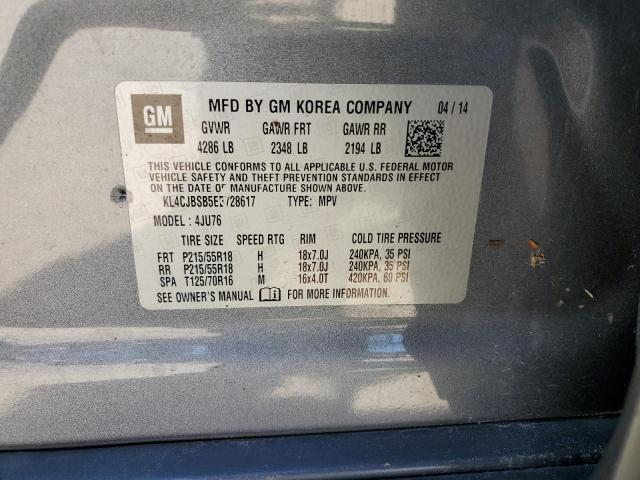 GM
MFD BY GM KOREA COMPANY 04 / 14
GVWR GAWR FRT GAWR RR
4286 LB 2348 LB 2194 LB
THIS VEHICLE CONFORMS TO ALL APPLICABLE U.S. FEDERAL MOTOR
VEHICLE SAFETY AND THEFT PREVENTION STANDARDS IN EFFECT
ON THE DATE OF MANUFACTURE SHOWN ABOVE.
TYPE: MPV
MODEL : 4JU76
TIRE SIZE SPEED RTG RIM COLD TIRE PRESSURE
FRT P215/55R18 H 18x7.0J 240KPA, 35 PSI
RR P215/55R18 H 18x7.0J 240KPA, 35 PSI
SPA T125/70R16 M 16x4.0T 420KPA, 60 PSI
SEE OWNER'S MANUAL FOR MORE INFORMATION.